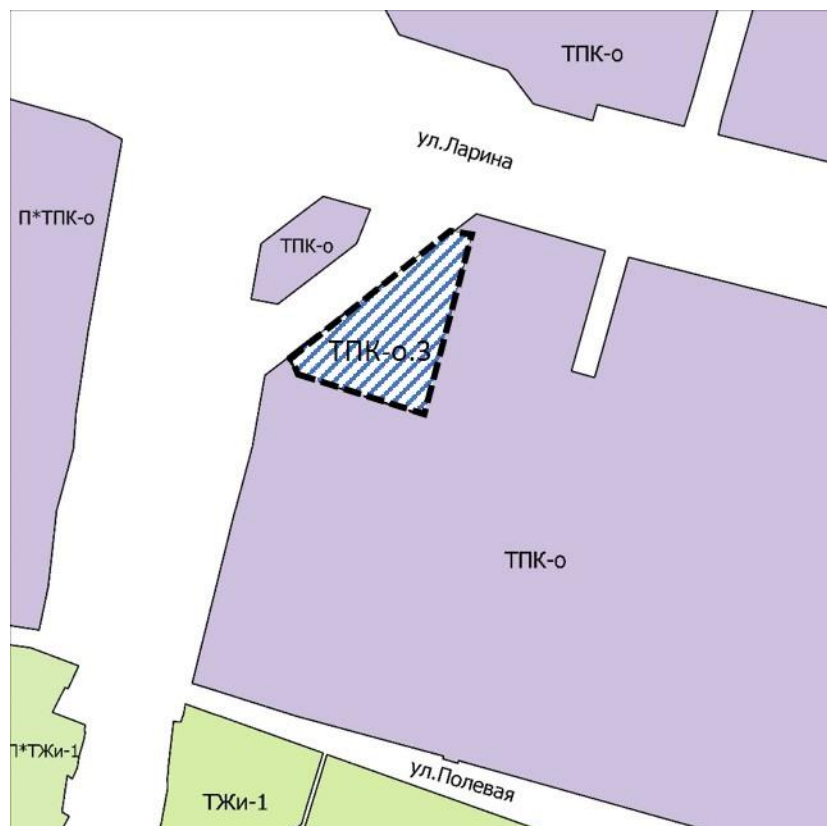 ТПК-о
ул.Ларина
П*ТПК-о
ТПК-о
ТПК-о.3
ТПК-о
П*ТЖи-1
ул.Полевая
ТЖи-1